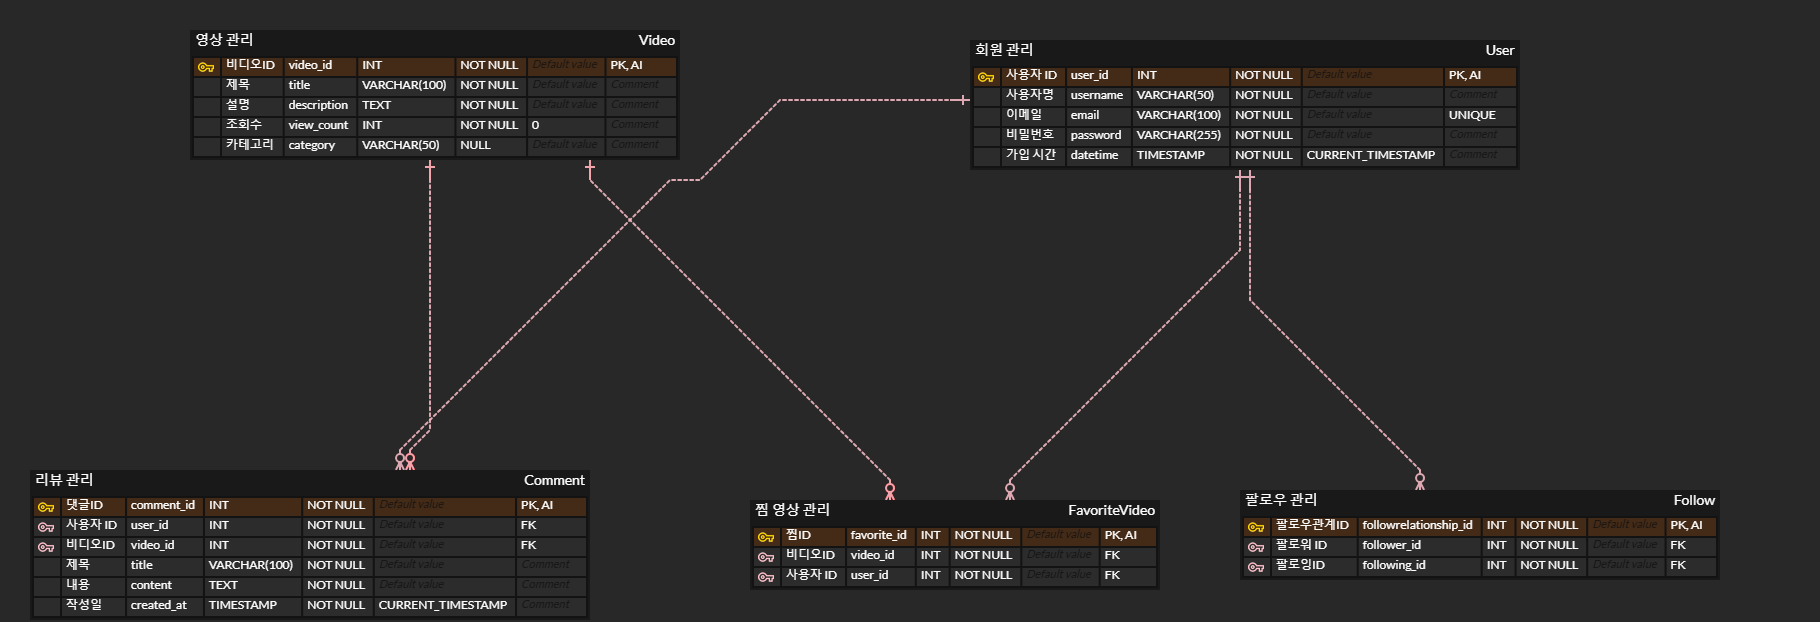 영상 관리 Video
비디오ID video_id INT NOT NULL Default value PK, AI
제목 title VARCHAR(100) NOT NULL Default value Comment
설명 description TEXT NOT NULL Default value Comment
조회수 view_count INT NOT NULL 0 Comment
카테고리 category VARCHAR(50) NULL Default value Comment
회원 관리 User
사용자 ID user_id INT NOT NULL Default value PK, AI
사용자명 username VARCHAR(50) NOT NULL Default value Comment
이메일 email VARCHAR(100) NOT NULL Default value UNIQUE
비밀번호 password VARCHAR(255) NOT NULL Default value Comment
가입 시간 datetime TIMESTAMP NOT NULL CURRENT_TIMESTAMP Comment
리뷰 관리 Comment
댓글ID comment_id INT NOT NULL Default value PK, AI
사용자 ID user_id INT NOT NULL Default value FK
비디오ID video_id INT NOT NULL Default value FK
제목 title VARCHAR(100) NOT NULL Default value Comment
내용 content TEXT NOT NULL Default value Comment
작성일 created_at TIMESTAMP NOT NULL CURRENT_TIMESTAMP Comment
찜 영상 관리 FavoriteVideo
찜ID favorite_id INT NOT NULL Default value PK, AI
비디오ID video_id INT NOT NULL Default value FK
사용자 ID user_id INT NOT NULL Default value FK
팔로우 관리 Follow
팔로우관계ID followrelationship_id INT NOT NULL Default value PK, AI
팔로워 ID follower_id INT NOT NULL Default value FK
팔로잉ID following_id INT NOT NULL Default value FK